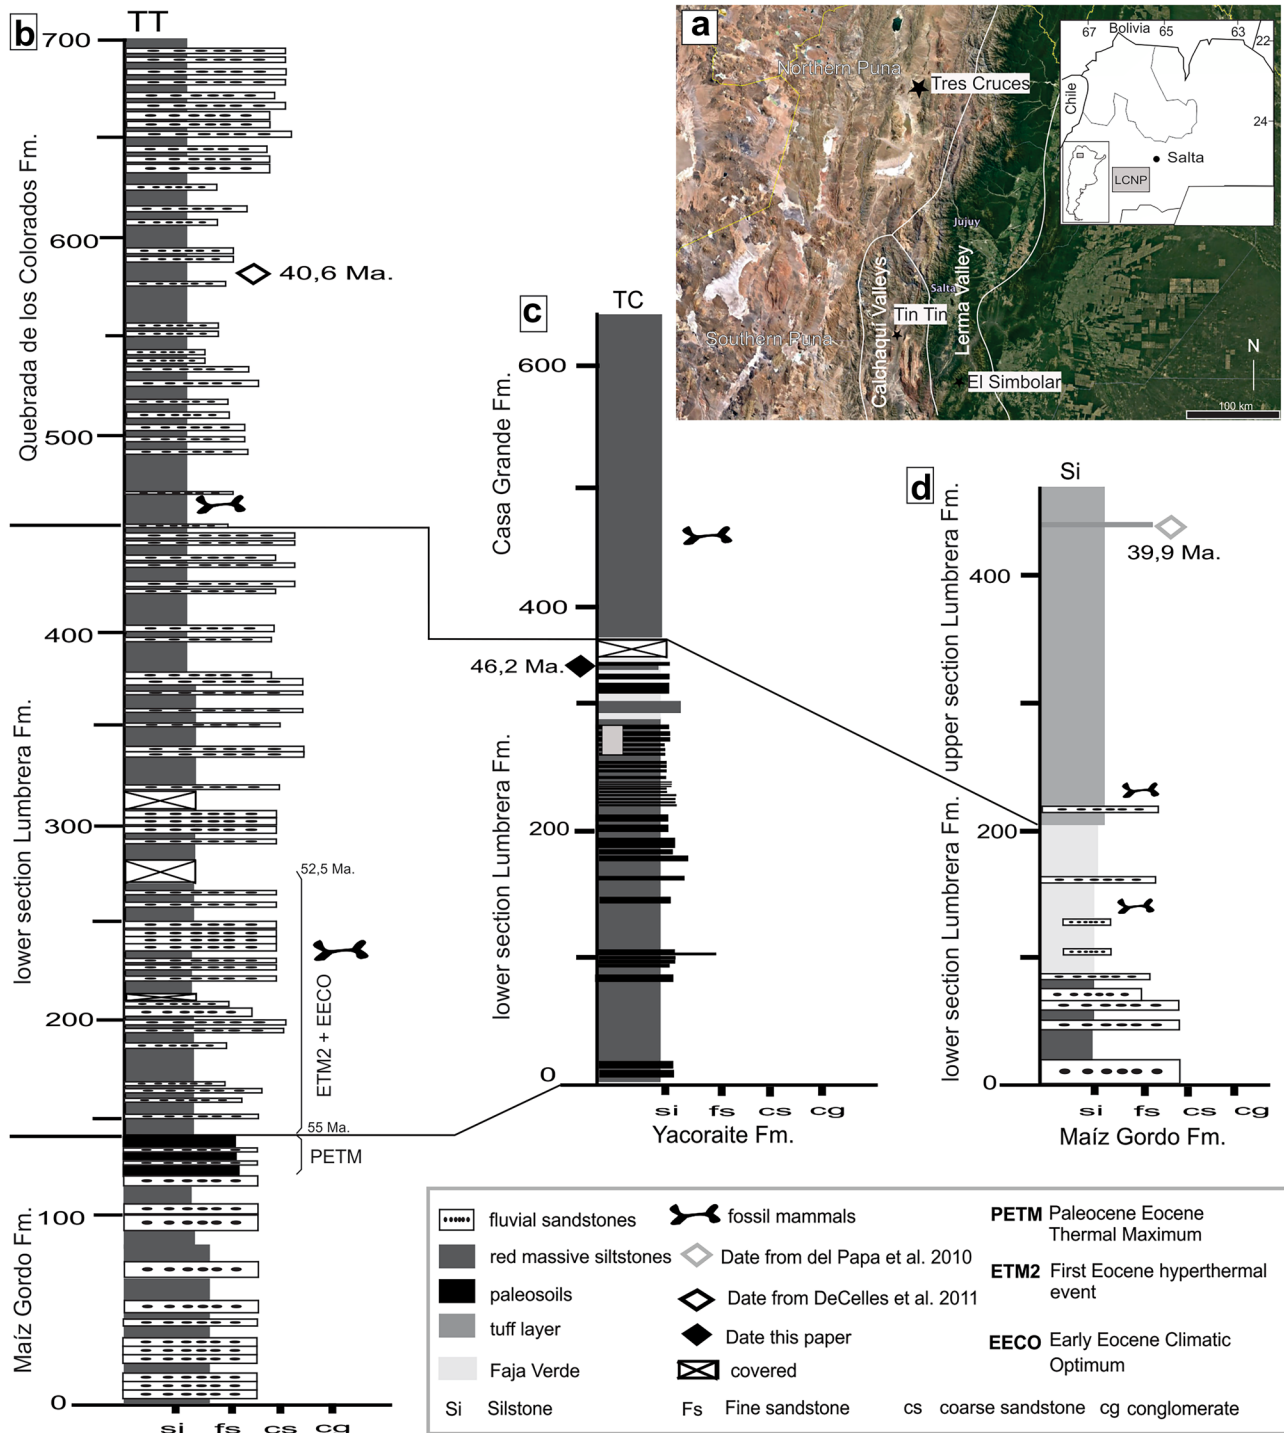 b
TT
700
600
500
400
300
200
100
0
Quebrada de los Colorados Fm.
lower section Lumbrera Fm.
Maíz Gordo Fm.
40,6 Ma.
52,5 Ma.
ETM2 + EECO
55 Ma.
PETM
si fs cs cg
a
Northern Puna
Tres Cruces
Jujuy
Calchaqui Valleys
Lerma Valley
Salta
Tin Tin
Southern Puna
El Simbolar
N
100 km
67 Bolivia 65 63
22
Chile
24
Salta
LCNP
c
TC
600
400
200
0
Casa Grande Fm.
lower section Lumbrera Fm.
46,2 Ma.
si fs cs cg
Yacoraite Fm.
d
Si
400
200
0
upper section Lumbrera Fm.
lower section Lumbrera Fm.
39,9 Ma.
si fs cs cg
Maíz Gordo Fm.
fluvial sandstones
red massive siltstones
paleosoils
tuff layer
Faja Verde
Si Silstone
fossil mammals
Date from del Papa et al. 2010
Date from DeCelles et al. 2011
Date this paper
covered
Fs Fine sandstone
PETM Paleocene Eocene
Thermal Maximum
ETM2 First Eocene hyperthermal
event
EECO Early Eocene Climatic
Optimum
cs coarse sandstone cg conglomerate